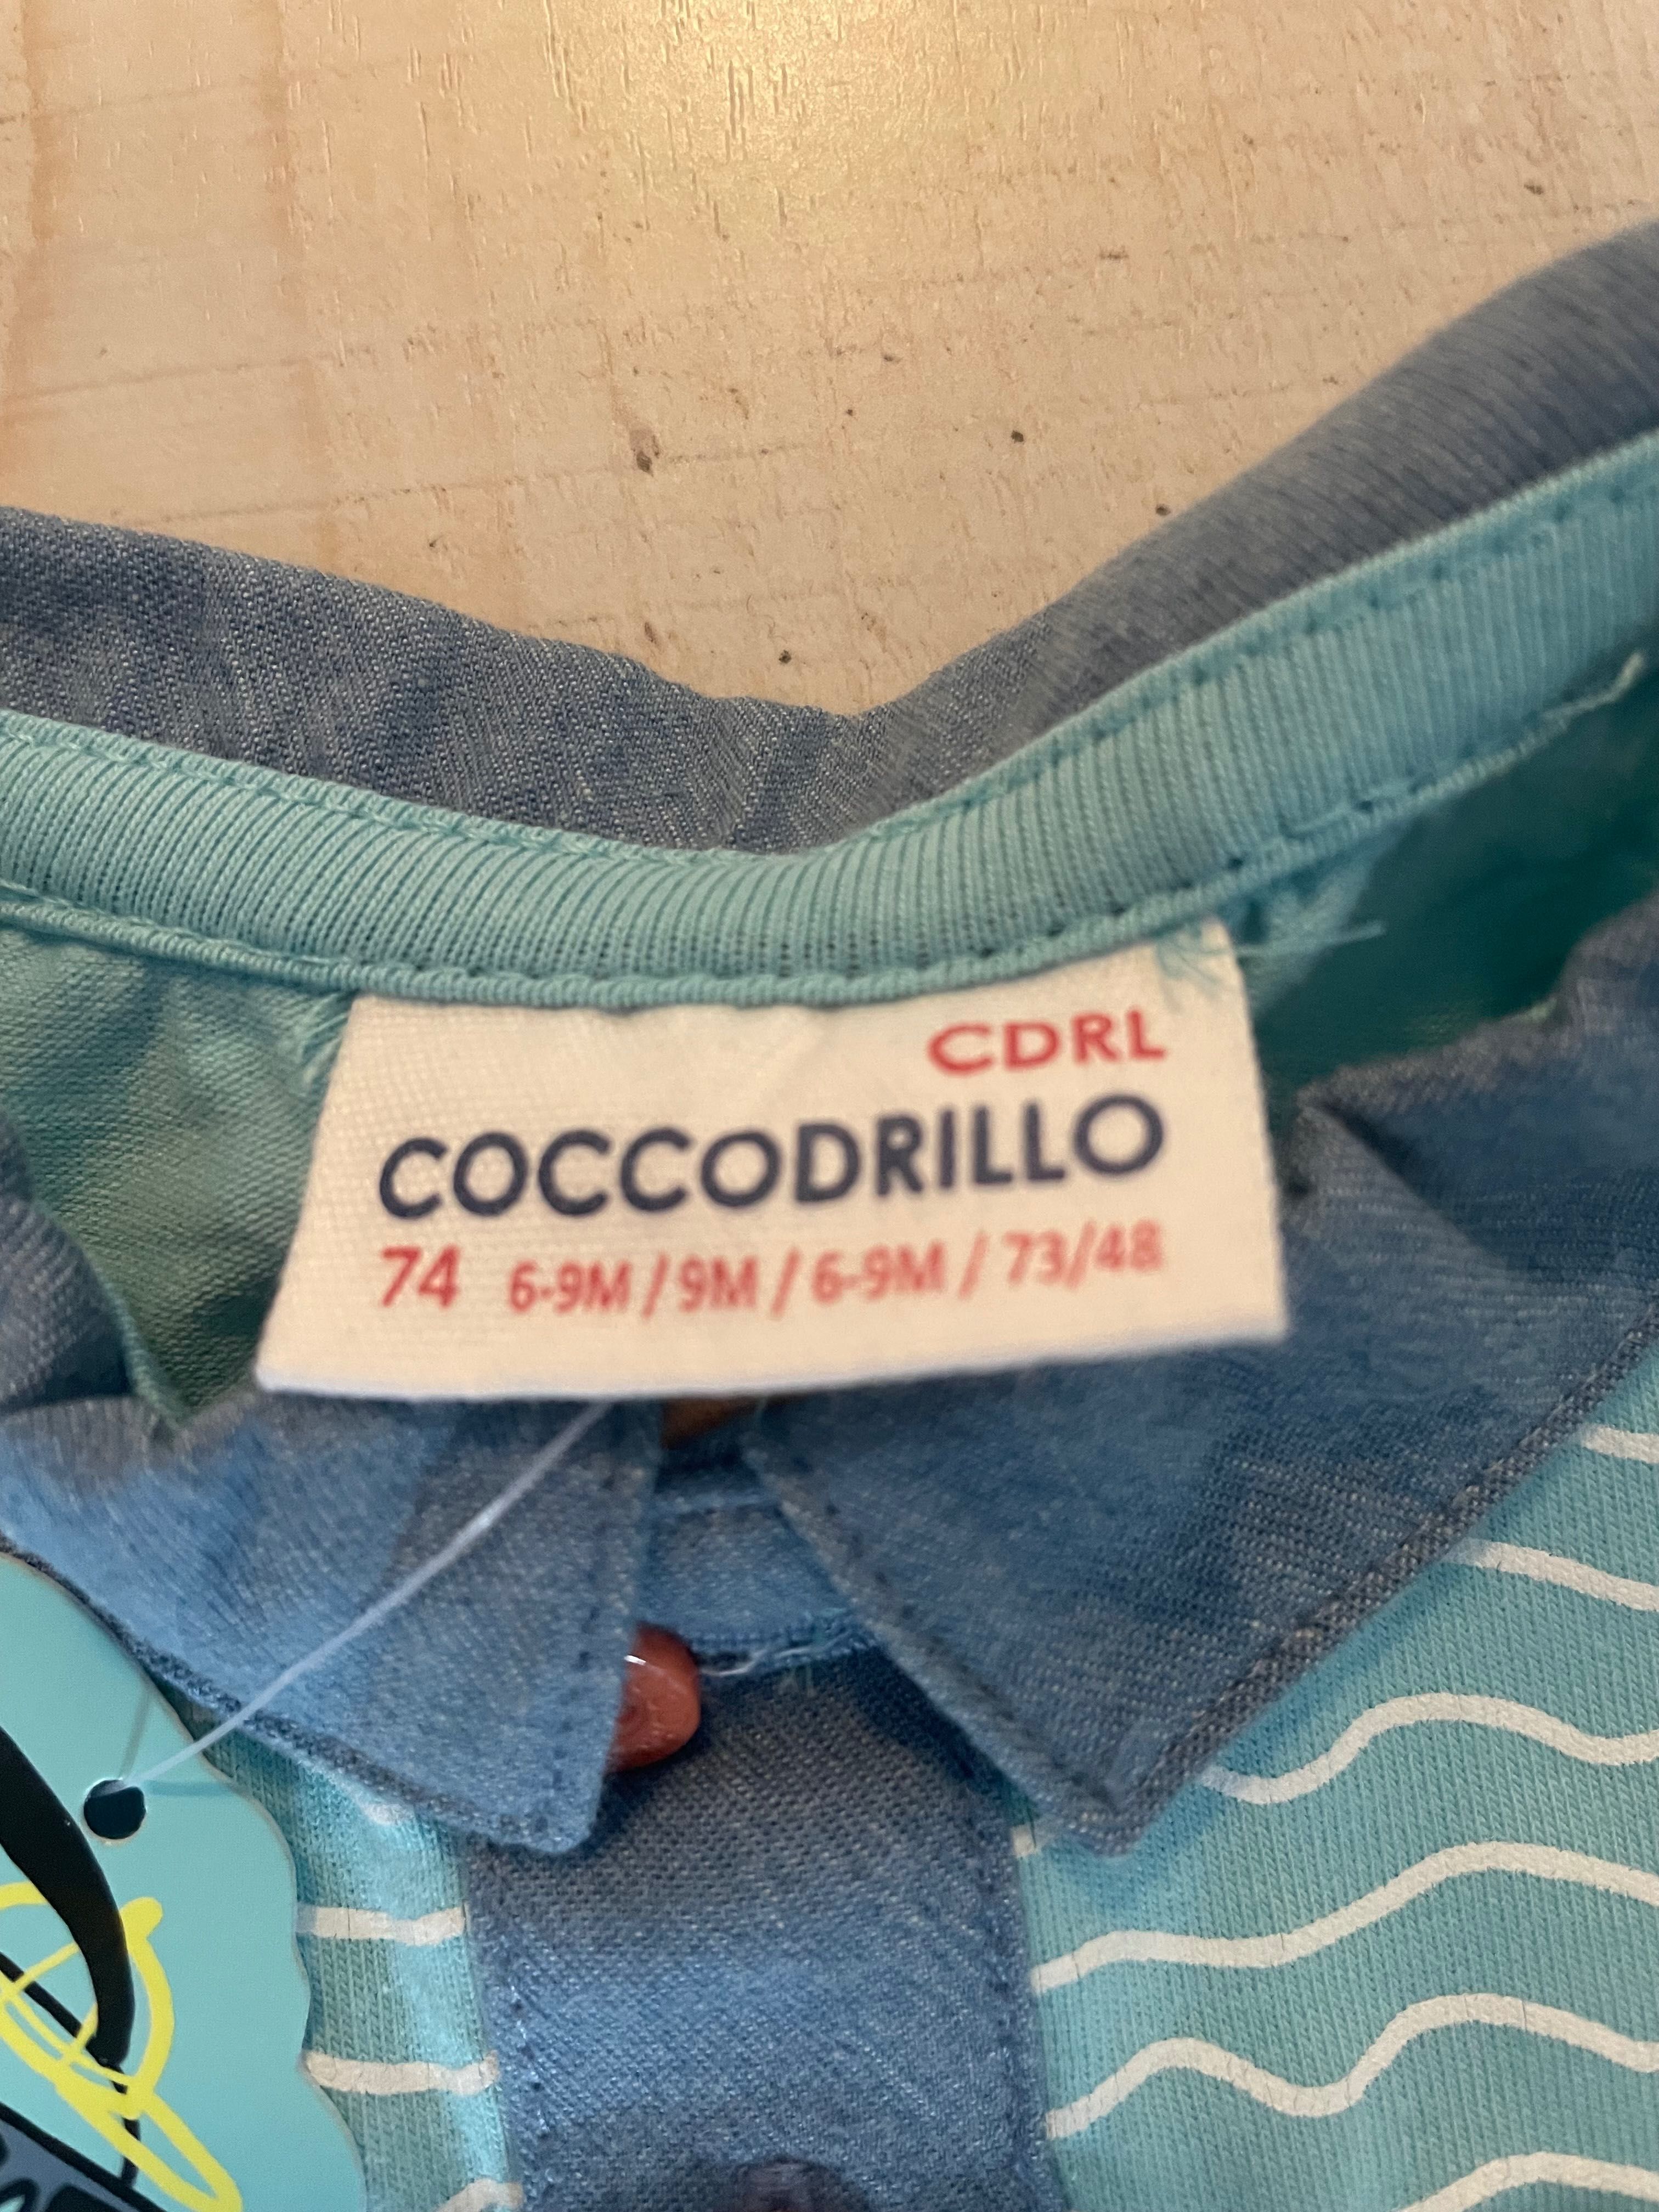 CDRL
COCCODRILLO
74 6-9M / 9M / 6-9M / 73/48